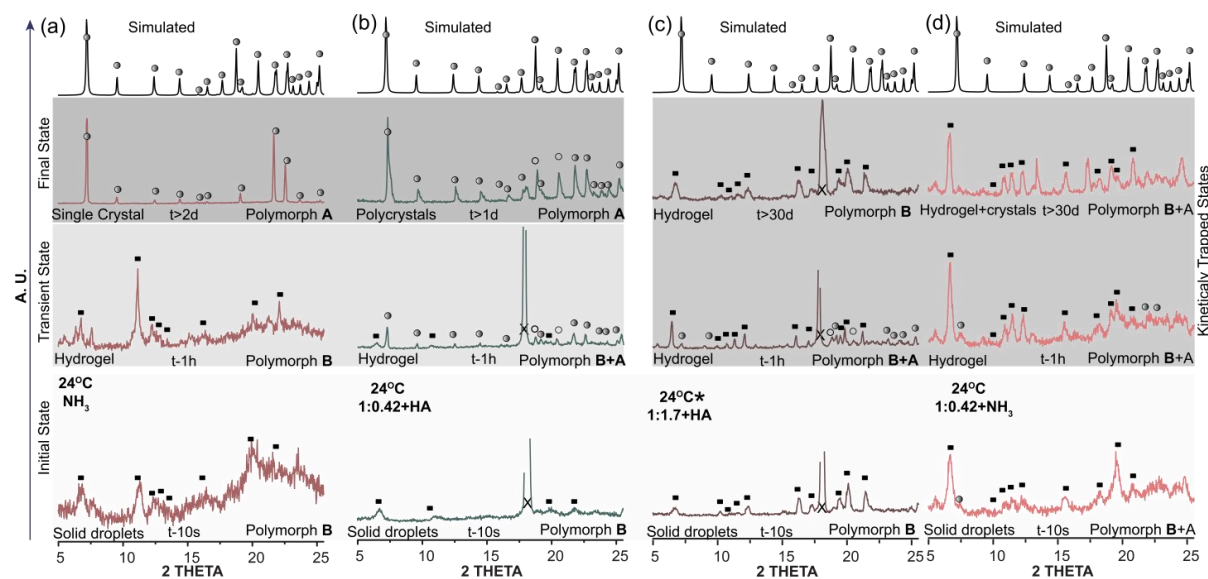 (a) (b) (c) (d)
Simulated Simulated Simulated Simulated
A. U.
Final State
Single Crystal t>2d Polymorph A
Polycrystals t>1d Polymorph A
Hydrogel t>30d Polymorph B
Hydrogel+crystals t>30d Polymorph B+A
Transient State
Hydrogel t-1h Polymorph B
Hydrogel t-1h Polymorph B+A
Hydrogel t-1h Polymorph B+A
Hydrogel t-1h Polymorph B+A
Kineticaly Trapped States
Initial State
24°C
NH₃
24°C
1:0.42+HA
24°C*
1:1.7+HA
24°C
1:0.42+NH₃
X X X X X
Solid droplets t-10s Polymorph B
Solid droplets t-10s Polymorph B
Solid droplets t-10s Polymorph B
Solid droplets t-10s Polymorph B+A
5 10 15 20 25
5 10 15 20 25
5 10 15 20 25
5 10 15 20 25
2 THETA 2 THETA 2 THETA 2 THETA